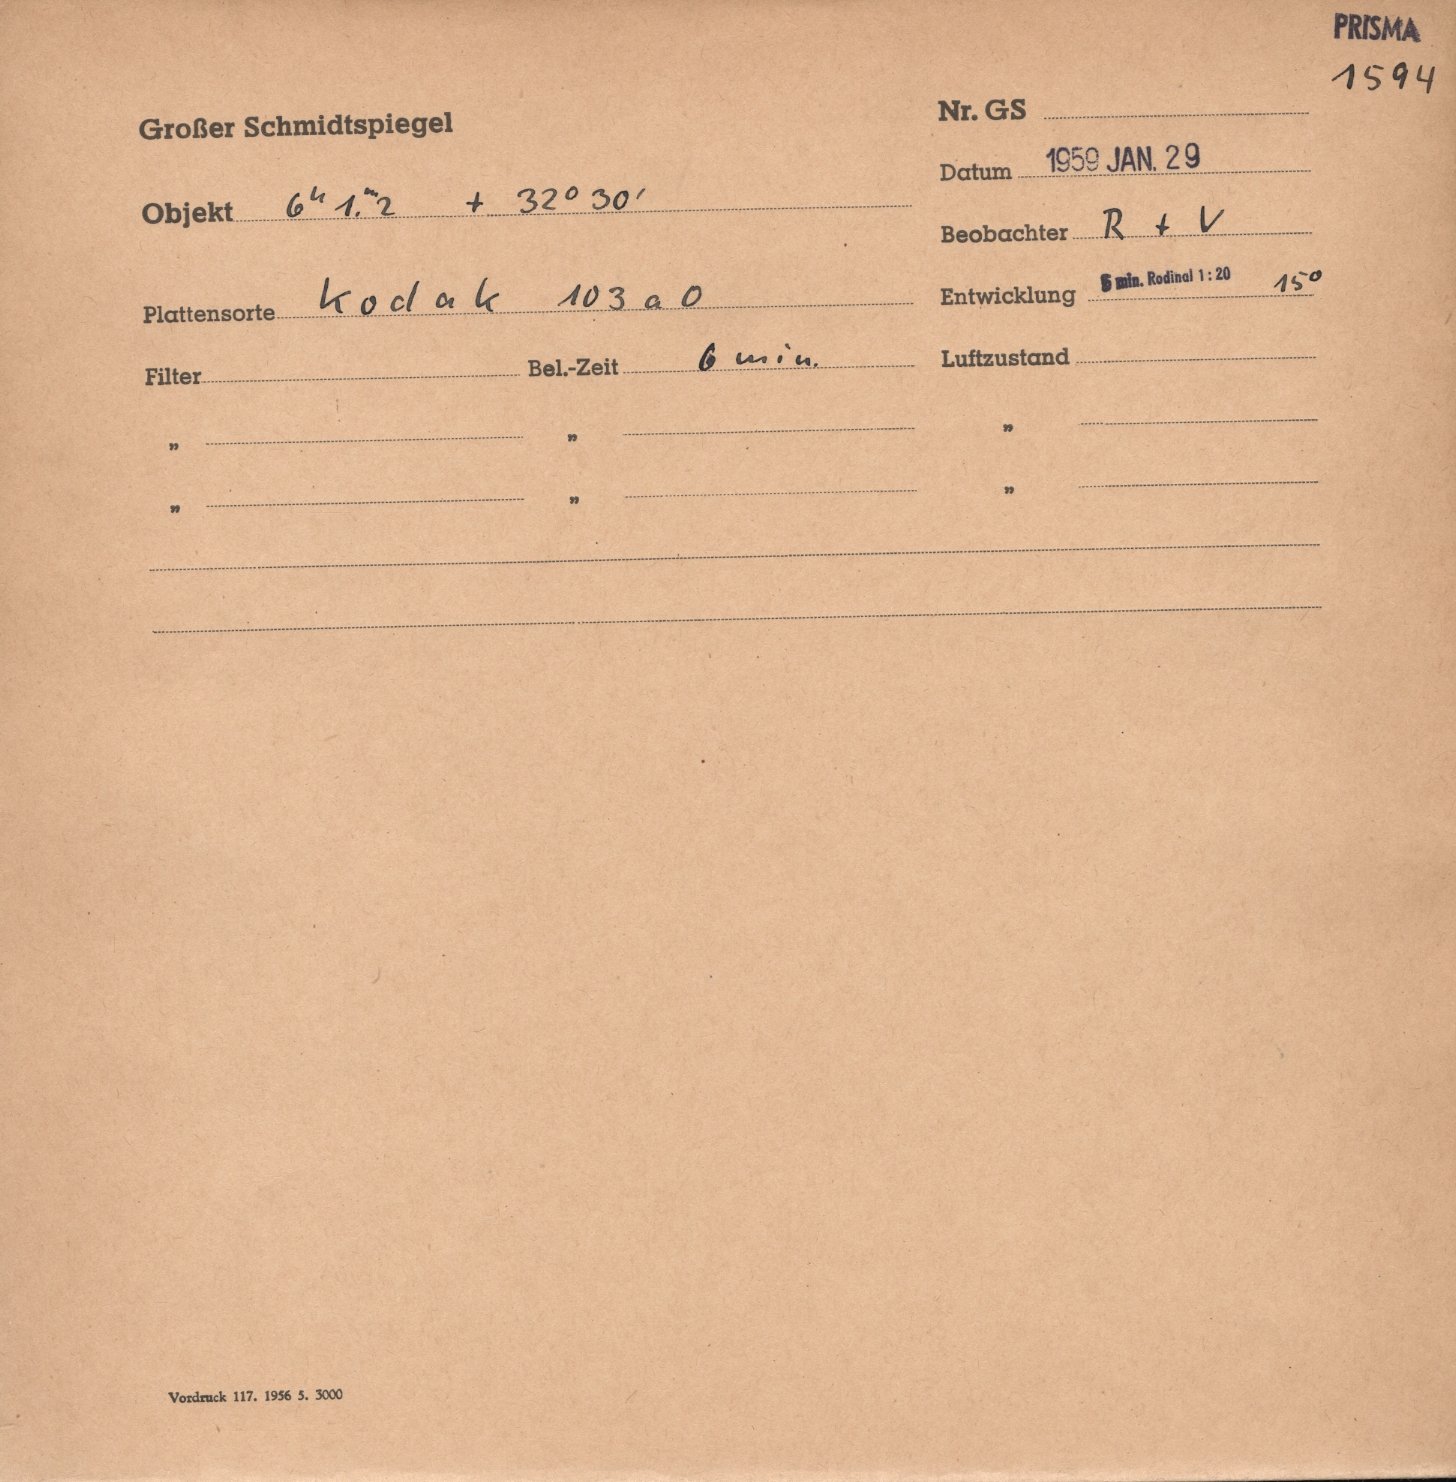 PRISMA
1594
Großer Schmidtspiegel
Nr. GS
Datum 1959 JAN. 29
Objekt 6h 1.m2 + 32° 30'
Beobachter R + V
Plattensorte Kodak 103 a O
Entwicklung min. Rodinal 1:20 15°
Filter Bel.-Zeit 6 min. Luftzustand
„ „ „
„ „ „
Vordruck 117. 1956 5. 3000